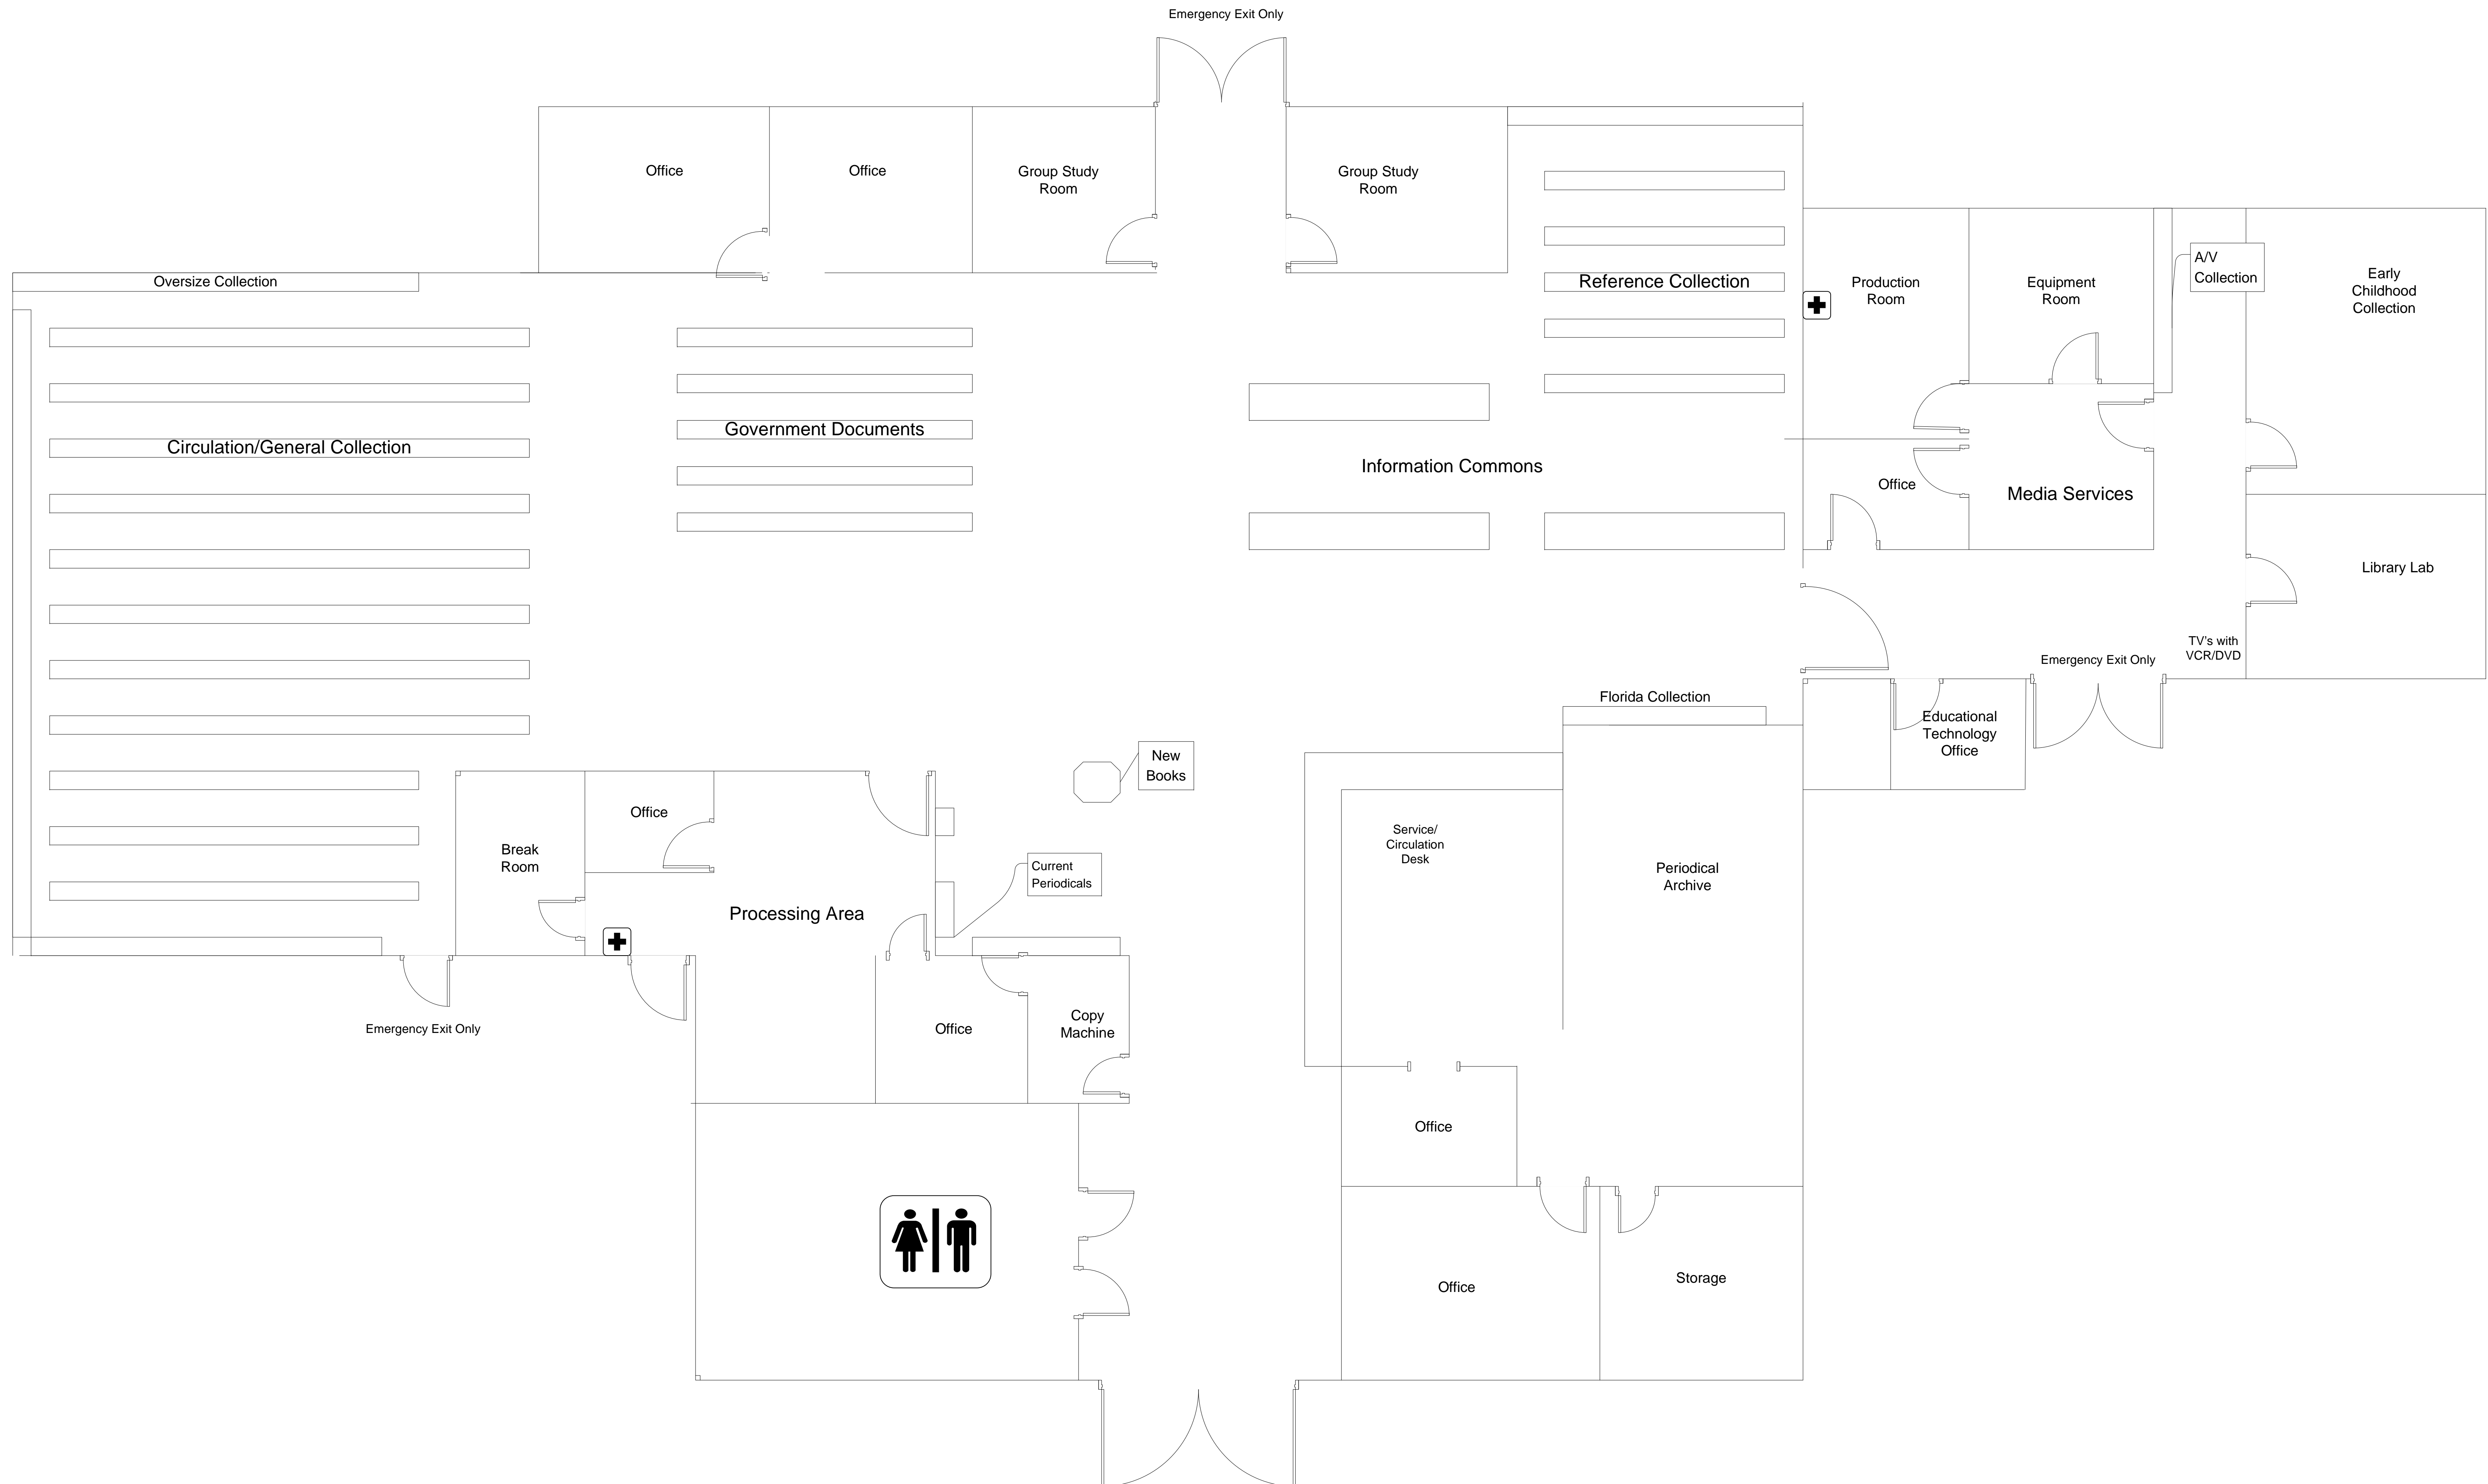 Emergency Exit Only
Office
Office
Group Study
Room
Group Study
Room
Oversize Collection
Reference Collection
Production
Room
Equipment
Room
A/V
Collection
Early
Childhood
Collection
Circulation/General Collection
Government Documents
Information Commons
Office
Media Services
Library Lab
TV's with
VCR/DVD
Emergency Exit Only
Florida Collection
Educational
Technology
Office
New
Books
Office
Break
Room
Service/
Circulation
Desk
Current
Periodicals
Periodical
Archive
Processing Area
Emergency Exit Only
Office
Copy
Machine
Office
Office
Storage